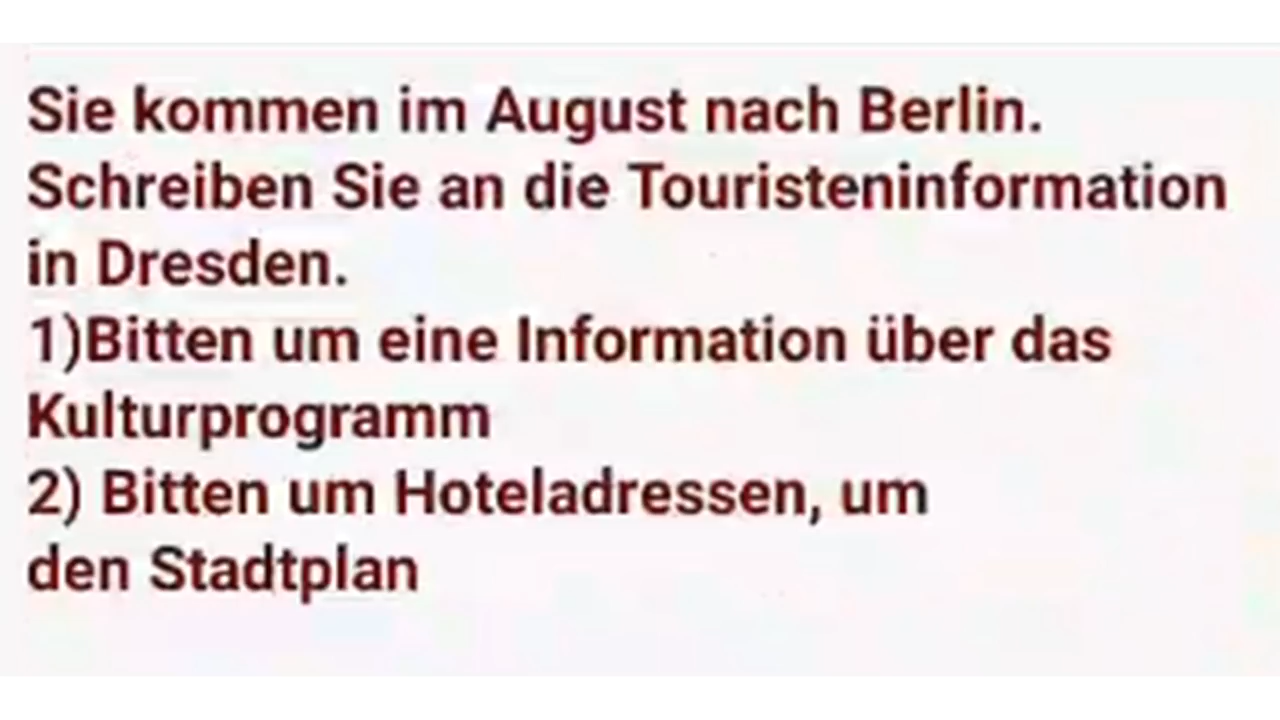 Sie kommen im August nach Berlin.
Schreiben Sie an die Touristeninformation
in Dresden.
1)Bitten um eine Information über das
Kulturprogramm
2) Bitten um Hoteladressen, um
den Stadtplan